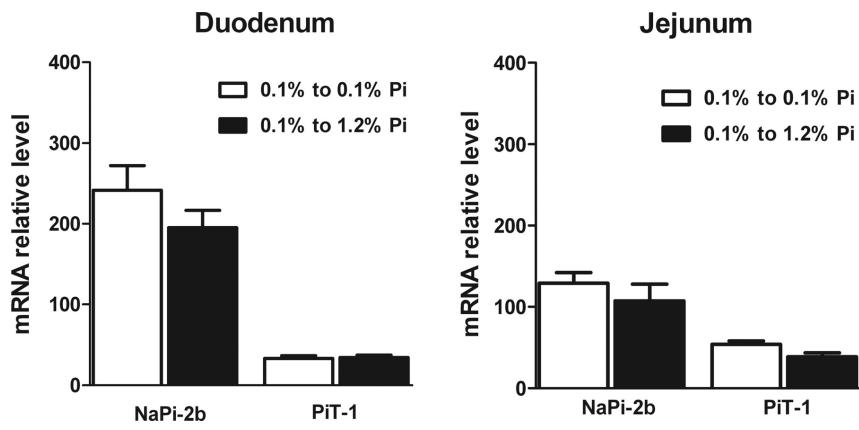 Duodenum
mRNA relative level
400
300
200
100
0
0.1% to 0.1% Pi
0.1% to 1.2% Pi
NaPi-2b PiT-1
Jejunum
mRNA relative level
400
300
200
100
0
0.1% to 0.1% Pi
0.1% to 1.2% Pi
NaPi-2b PiT-1